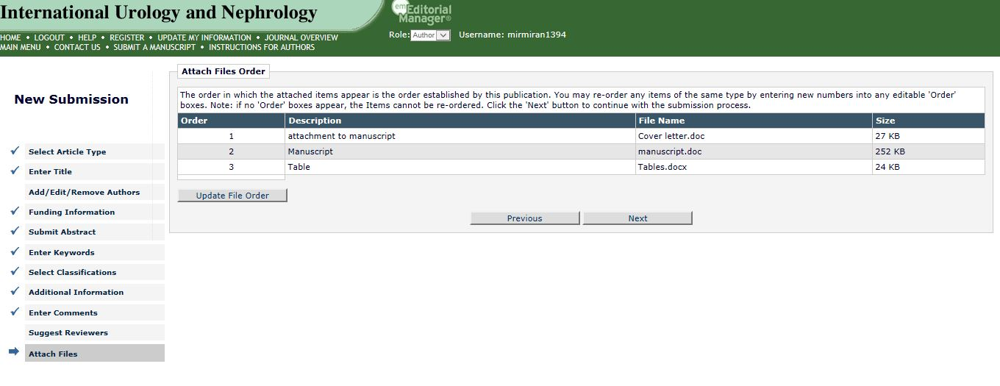 International Urology and Nephrology
em Editorial Manager®
HOME • LOGOUT • HELP • REGISTER • UPDATE MY INFORMATION • JOURNAL OVERVIEW
MAIN MENU • CONTACT US • SUBMIT A MANUSCRIPT • INSTRUCTIONS FOR AUTHORS
Role: Author Username: mirmiran1394
New Submission
Select Article Type
Enter Title
Add/Edit/Remove Authors
Funding Information
Submit Abstract
Enter Keywords
Select Classifications
Additional Information
Enter Comments
Suggest Reviewers
Attach Files
Attach Files Order
The order in which the attached items appear is the order established by this publication. You may re-order any items of the same type by entering new numbers into any editable 'Order'
boxes. Note: if no 'Order' boxes appear, the Items cannot be re-ordered. Click the 'Next' button to continue with the submission process.
Order Description File Name Size
1 attachment to manuscript Cover letter.doc 27 KB
2 Manuscript manuscript.doc 252 KB
3 Table Tables.docx 24 KB
Update File Order
Previous Next